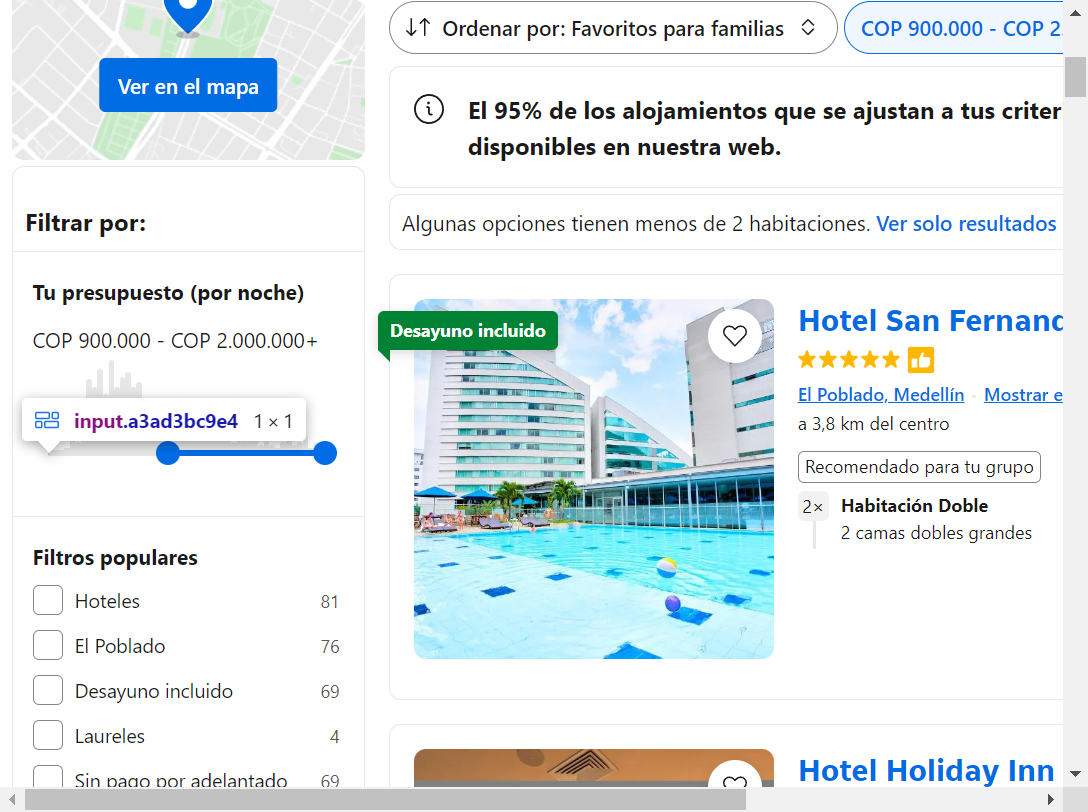 Ordenar por: Favoritos para familias
COP 900.000 - COP 2
Ver en el mapa
El 95% de los alojamientos que se ajustan a tus criter
disponibles en nuestra web.
Filtrar por:
Algunas opciones tienen menos de 2 habitaciones. Ver solo resultados
Tu presupuesto (por noche)
COP 900.000 - COP 2.000.000+
input.a3ad3bc9e4 1 × 1
Desayuno incluido
Hotel San Fernand
El Poblado, Medellín Mostrar e
a 3,8 km del centro
Recomendado para tu grupo
2× Habitación Doble
2 camas dobles grandes
Filtros populares
Hoteles 81
El Poblado 76
Desayuno incluido 69
Laureles 4
Sin pago por adelantado 69
Hotel Holiday Inn